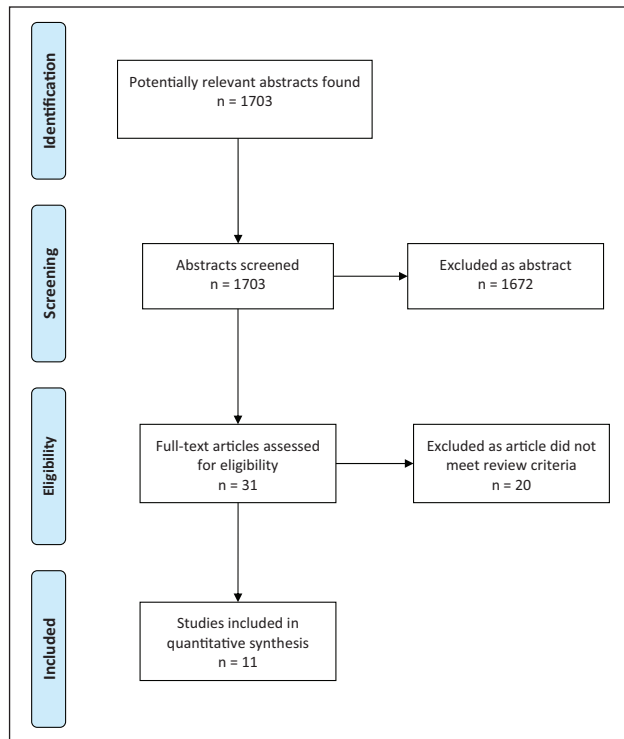 Identification
Potentially relevant abstracts found
n = 1703
Screening
Abstracts screened
n = 1703
Excluded as abstract
n = 1672
Eligibility
Full-text articles assessed
for eligibility
n = 31
Excluded as article did not
meet review criteria
n = 20
Included
Studies included in
quantitative synthesis
n = 11